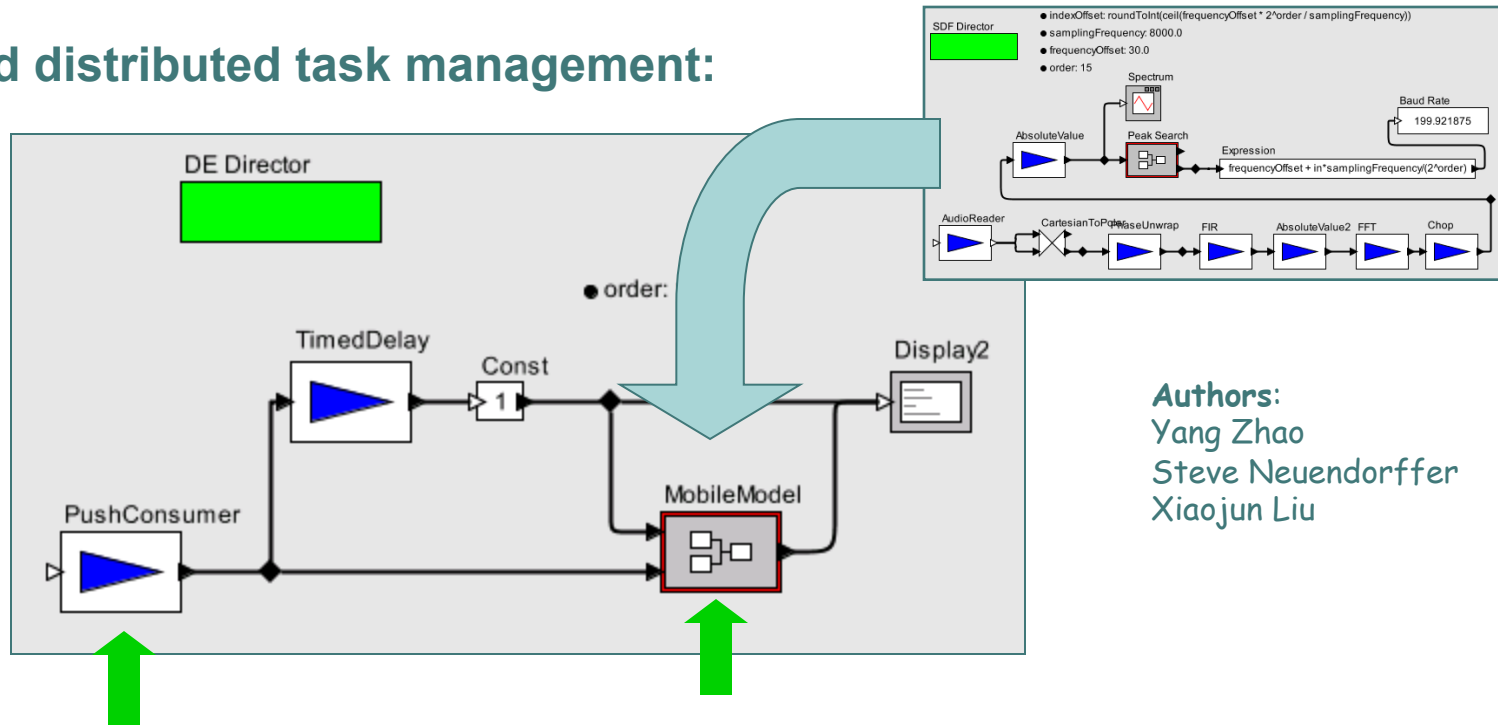 d distributed task management:
SDF Director
indexOffset: roundToInt(ceil(frequencyOffset * 2^order / samplingFrequency))
samplingFrequency: 8000.0
frequencyOffset: 30.0
order: 15
Spectrum
Baud Rate
199.921875
AbsoluteValue
Peak Search
Expression
frequencyOffset + in*samplingFrequency/(2^order)
AudioReader
CartesianToPolar
PhaseUnwrap
FIR
AbsoluteValue2
FFT
Chop
DE Director
order:
TimedDelay
Const
1
Display2
PushConsumer
MobileModel
Authors:
Yang Zhao
Steve Neuendorffer
Xiaojun Liu